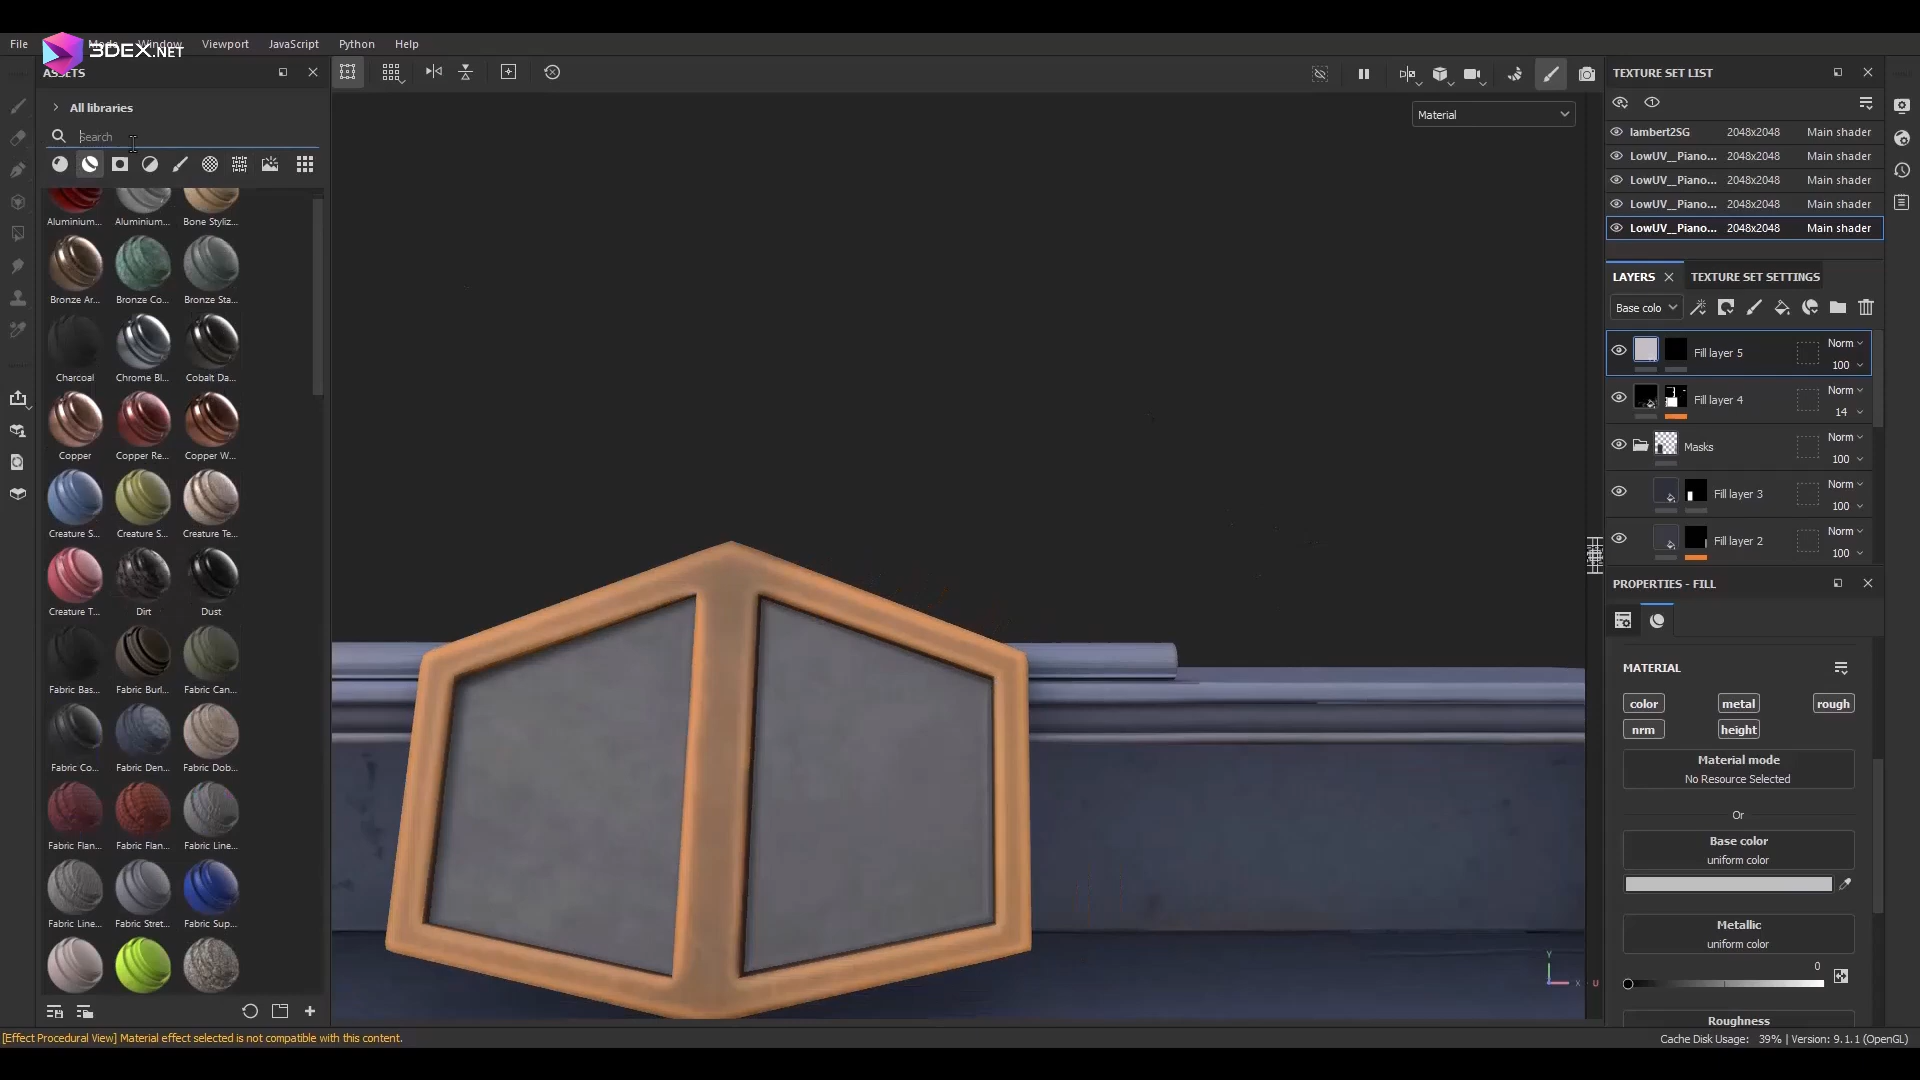 File Mode Window Viewport JavaScript Python Help
3DEX.NET
ASSETS
All libraries
Search
Aluminium... Aluminium... Bone Styliz...
Bronze Ar... Bronze Co... Bronze Sta...
Charcoal Chrome Bl... Cobalt Da...
Copper Copper Re... Copper W...
Creature S... Creature S... Creature Te...
Creature T... Dirt Dust
Fabric Bas... Fabric Burl... Fabric Can...
Fabric Co... Fabric Den... Fabric Dob...
Fabric Flan... Fabric Flan... Fabric Line...
Fabric Line... Fabric Stret... Fabric Sup...
Material
Y
X
U
TEXTURE SET LIST
lambert2SG 2048x2048 Main shader
LowUV__Piano... 2048x2048 Main shader
LowUV__Piano... 2048x2048 Main shader
LowUV__Piano... 2048x2048 Main shader
LowUV__Piano... 2048x2048 Main shader
LAYERS TEXTURE SET SETTINGS
Base colo
Fill layer 5 Norm 100
Fill layer 4 Norm 14
Masks Norm 100
Fill layer 3 Norm 100
Fill layer 2 Norm 100
PROPERTIES - FILL
MATERIAL
color metal rough
nrm height
Material mode
No Resource Selected
Or
Base color
uniform color
Metallic
uniform color
0
Roughness
[Effect Procedural View] Material effect selected is not compatible with this content.
Cache Disk Usage: 39% | Version: 9.1.1 (OpenGL)